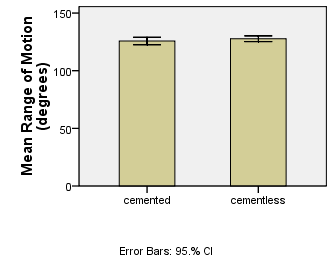 Mean Range of Motion
(degrees)
150
100
50
0
cemented cementless
Error Bars: 95.% CI